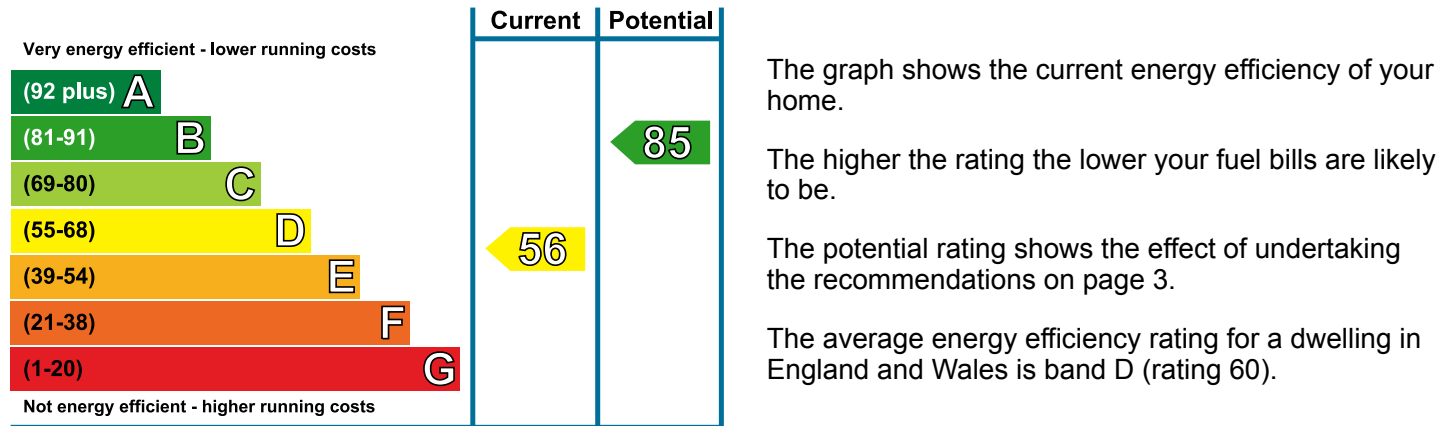 Current Potential
Very energy efficient - lower running costs
(92 plus) A
(81-91) B
85
(69-80) C
(55-68) D
56
(39-54) E
(21-38) F
(1-20) G
Not energy efficient - higher running costs
The graph shows the current energy efficiency of your
home.
The higher the rating the lower your fuel bills are likely
to be.
The potential rating shows the effect of undertaking
the recommendations on page 3.
The average energy efficiency rating for a dwelling in
England and Wales is band D (rating 60).